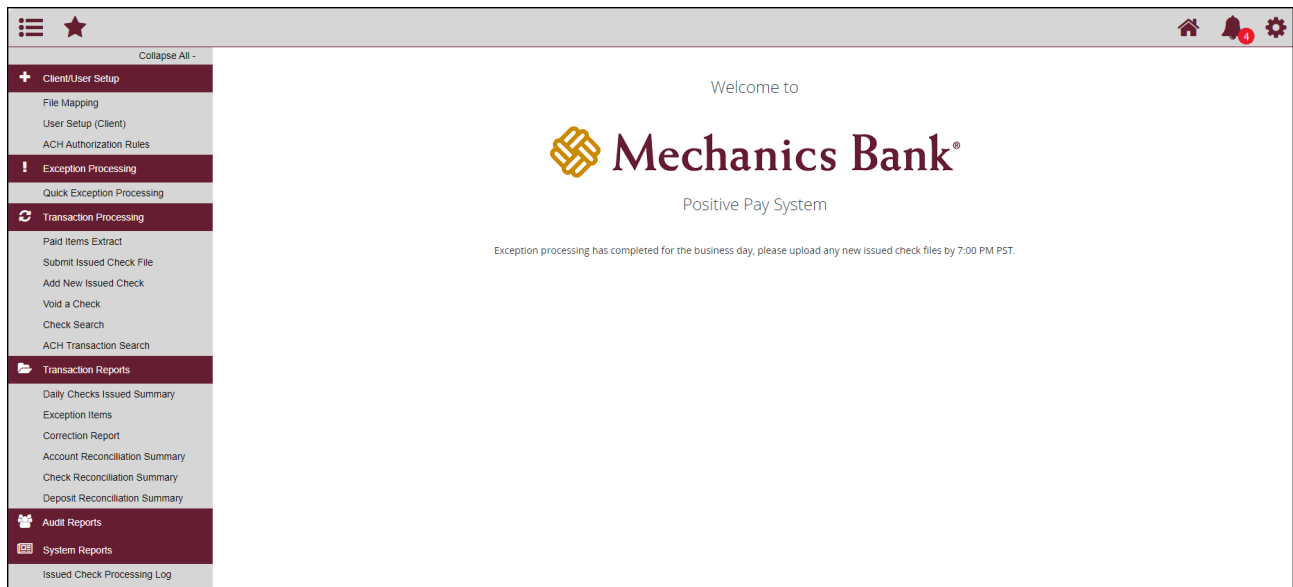 4
Collapse All -
Client/User Setup
File Mapping
User Setup (Client)
ACH Authorization Rules
Exception Processing
Quick Exception Processing
Transaction Processing
Paid Items Extract
Submit Issued Check File
Add New Issued Check
Void a Check
Check Search
ACH Transaction Search
Transaction Reports
Daily Checks Issued Summary
Exception Items
Correction Report
Account Reconciliation Summary
Check Reconciliation Summary
Deposit Reconciliation Summary
Audit Reports
System Reports
Issued Check Processing Log
Welcome to
Mechanics Bank®
Positive Pay System
Exception processing has completed for the business day, please upload any new issued check files by 7:00 PM PST.